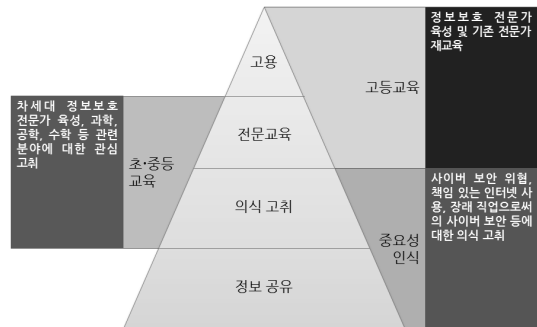 정보보호 전문가
육성 및 기존 전문가
재교육
고용
고등교육
차세대 정보보호
전문가 육성, 과학,
공학, 수학 등 관련
분야에 대한 관심
고취
전문교육
초·중등
교육
사이버 보안 위협,
책임 있는 인터넷 사
용, 장래 직업으로써
의 사이버 보안 등에
대한 의식 고취
의식 고취
중요성
인식
정보 공유